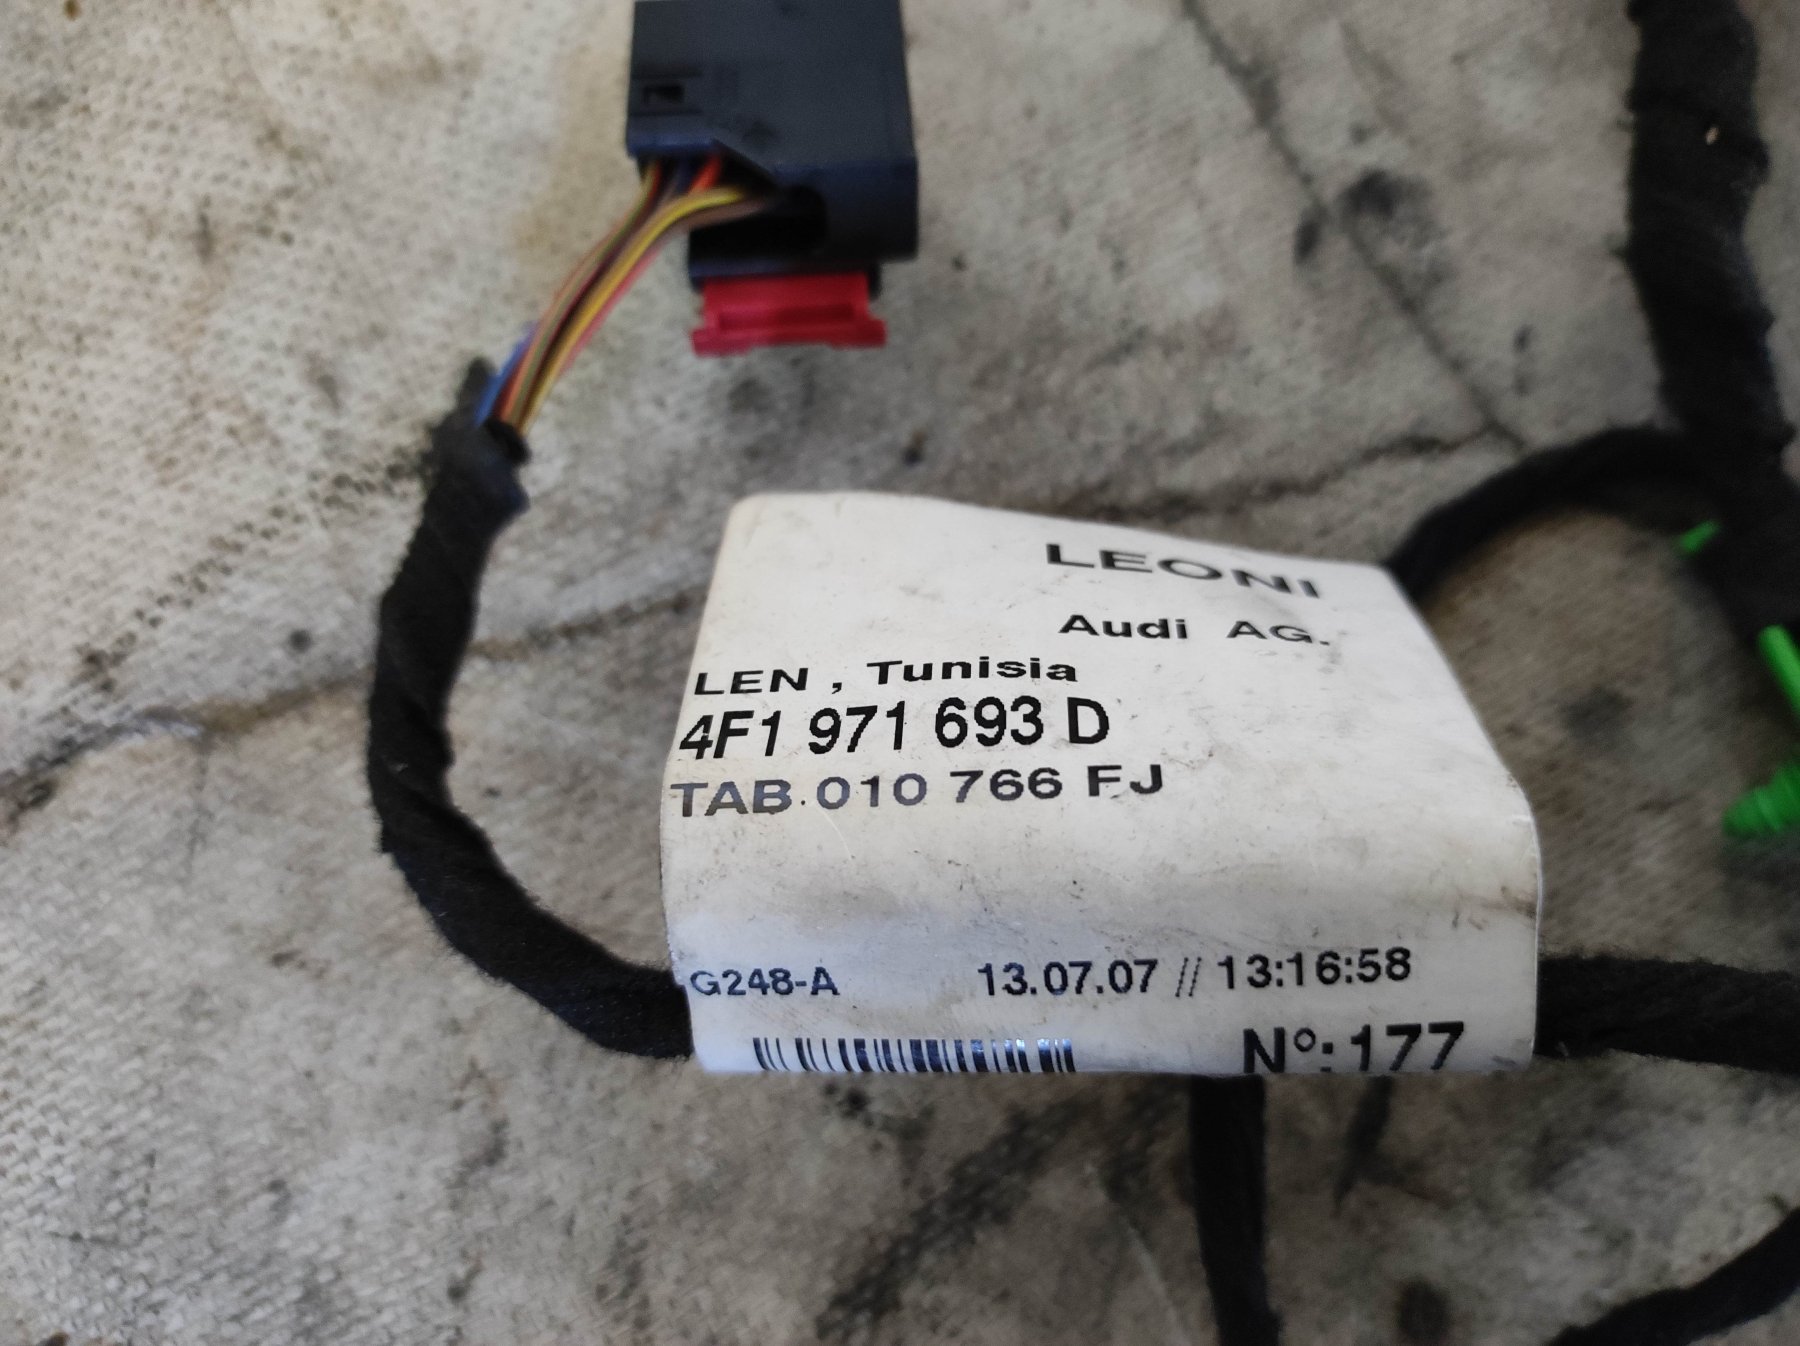 LEONI
Audi AG.
LEN , Tunisia
4F1 971 693 D
TAB.010 766 FJ
G248-A 13.07.07 // 13:16:58
N°:177